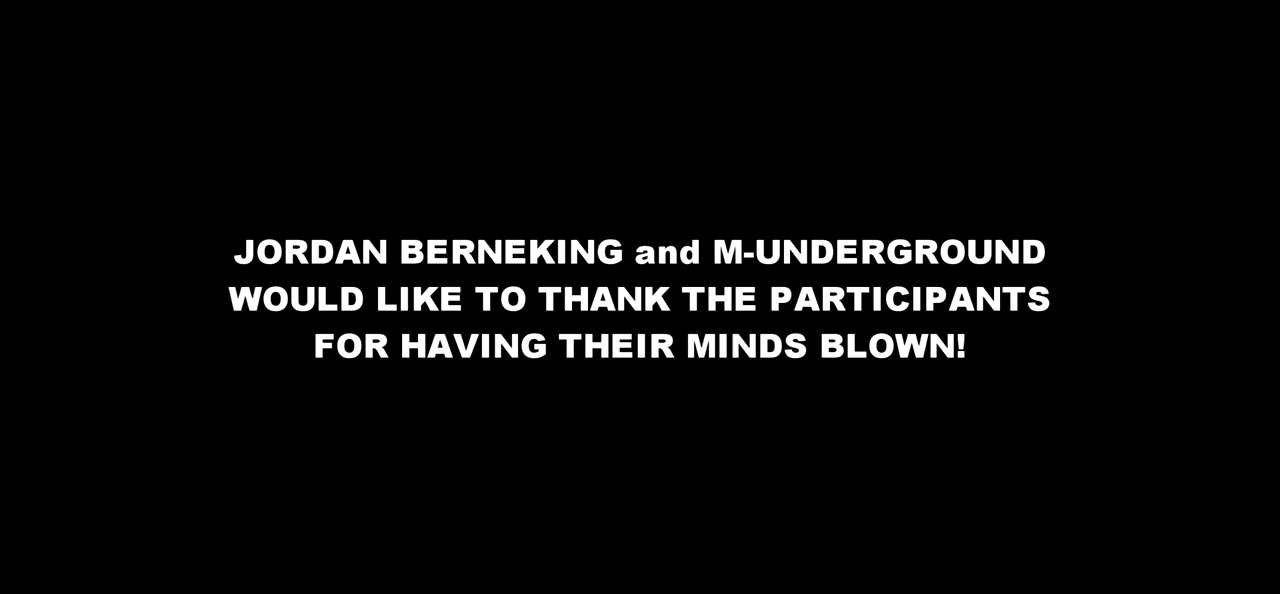 JORDAN BERNEKING and M-UNDERGROUND
WOULD LIKE TO THANK THE PARTICIPANTS
FOR HAVING THEIR MINDS BLOWN!